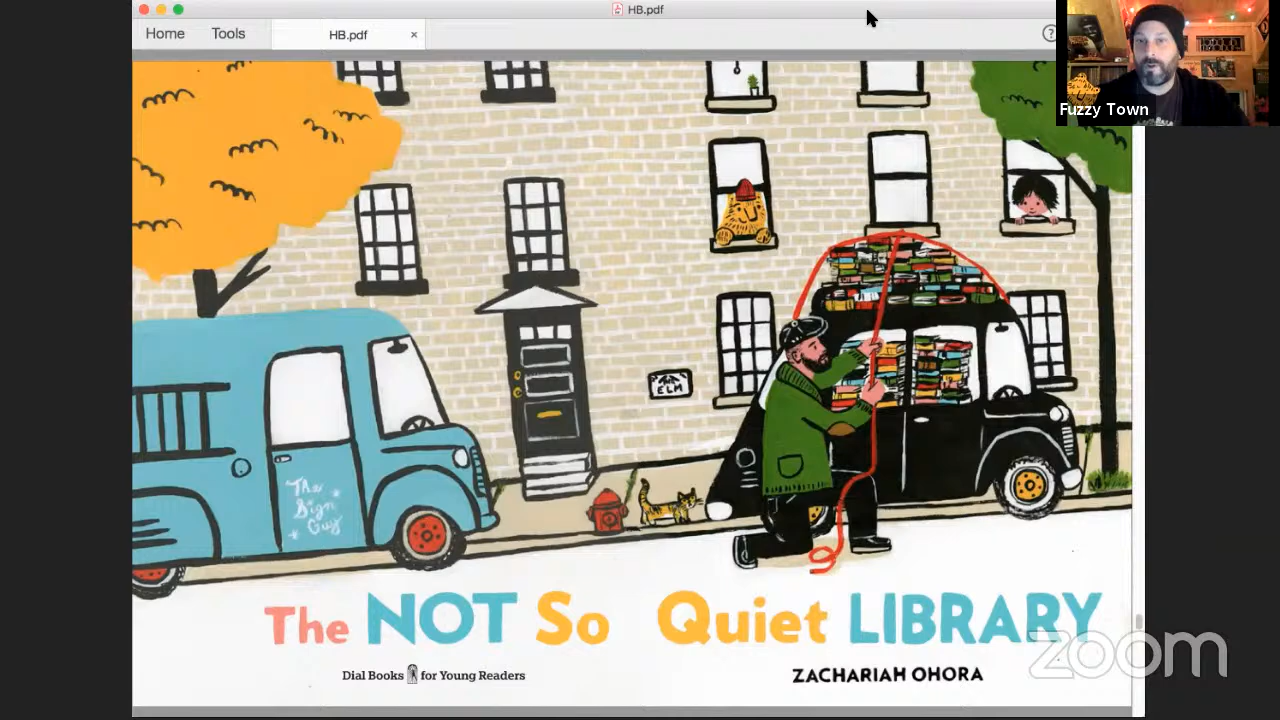 HB.pdf
Home Tools HB.pdf × ?
Fuzzy Town
ELM
The
Sign
Guy
The NOT So Quiet LIBRARY
Dial Books for Young Readers
ZACHARIAH OHORA
zoom